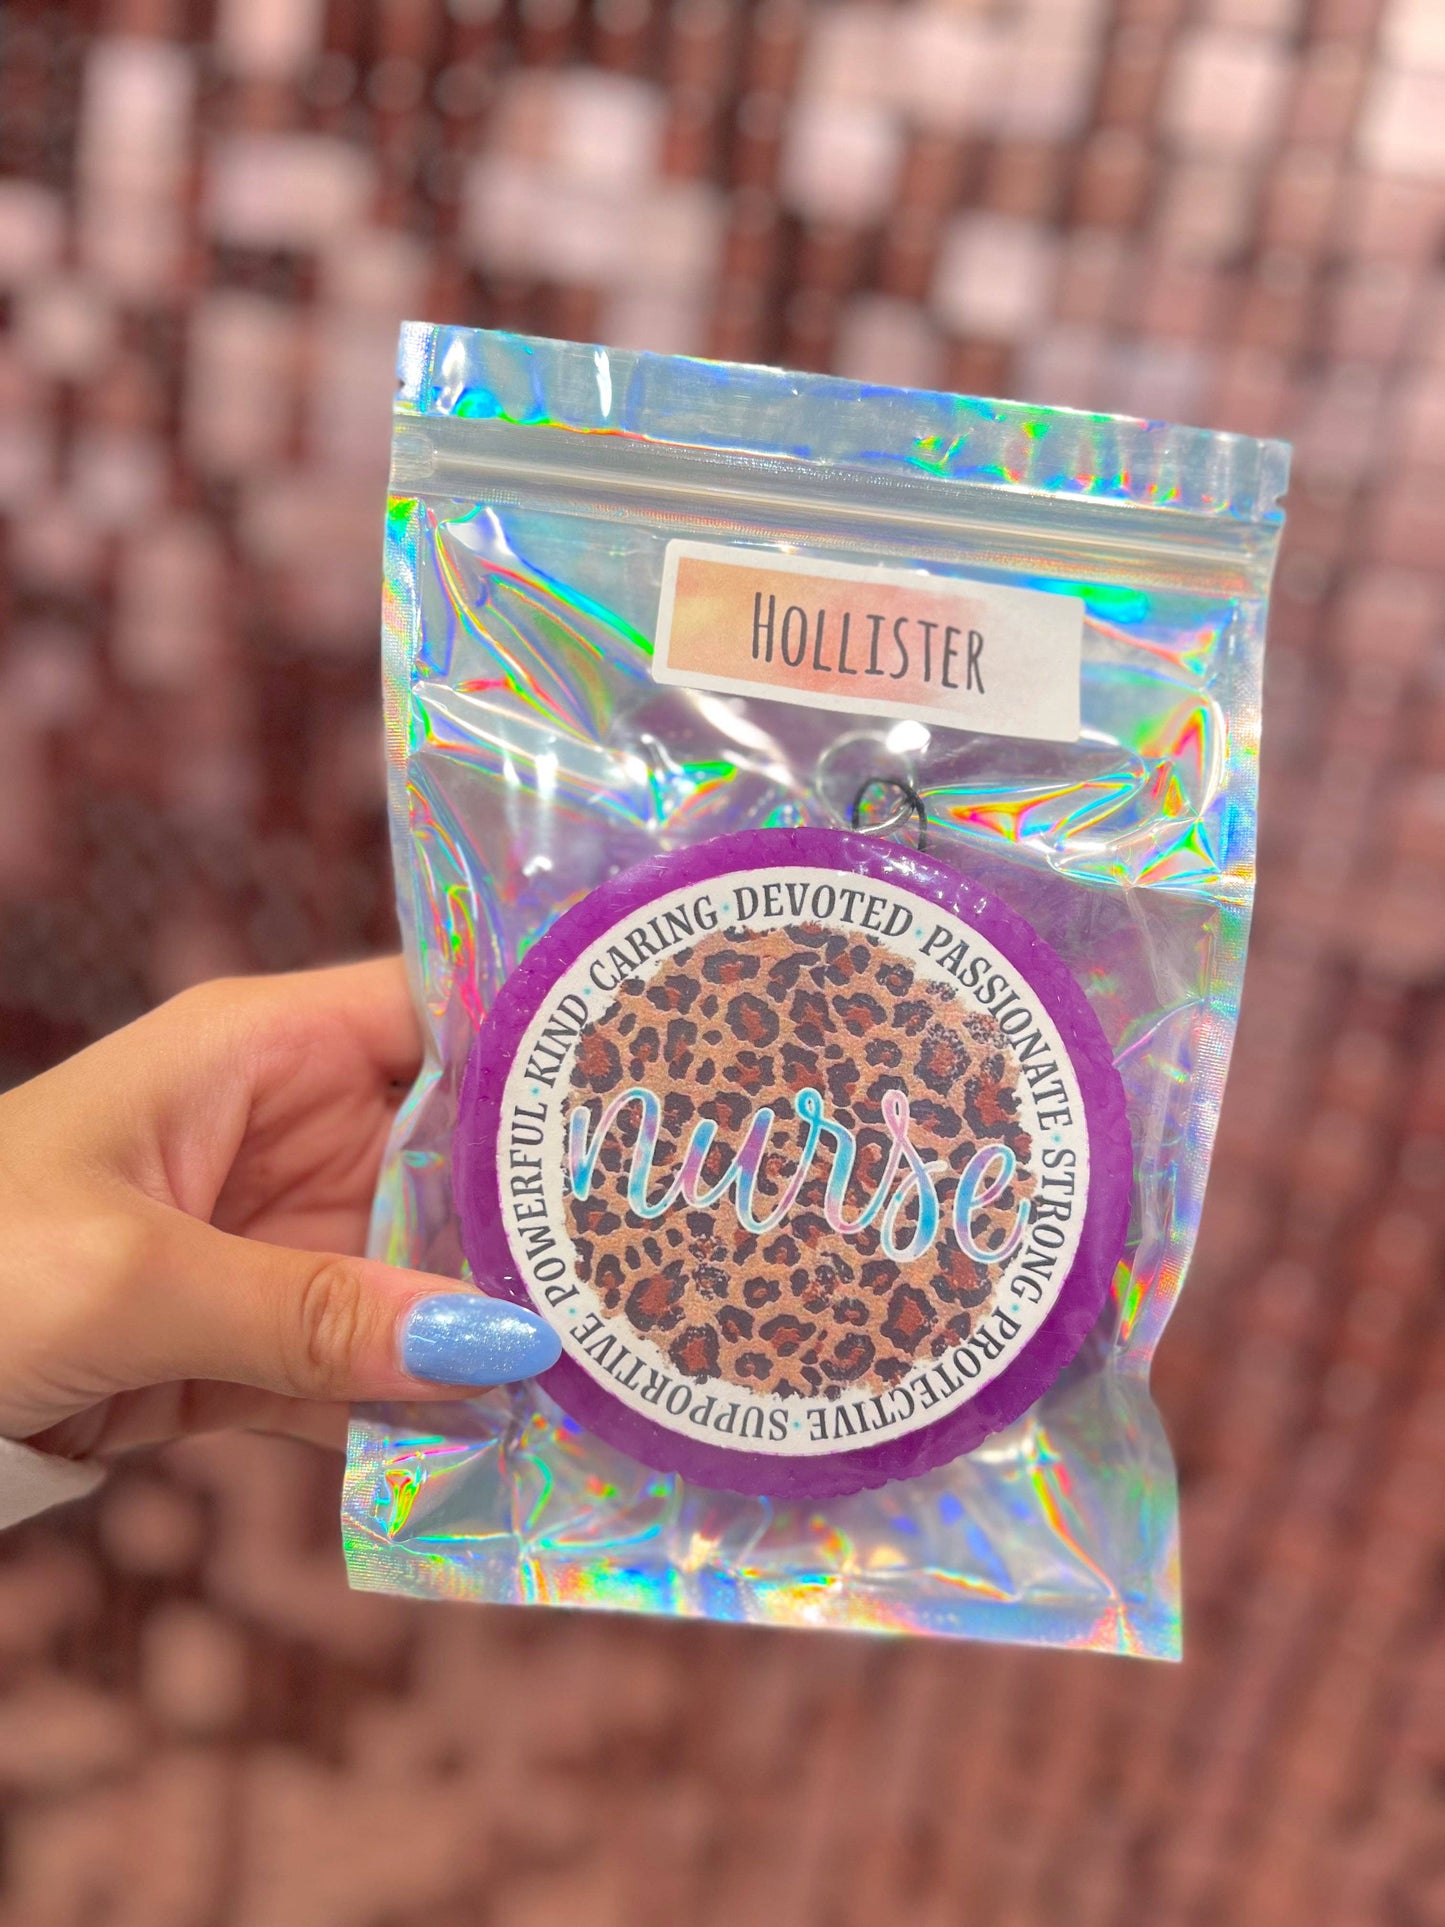 HOLLISTER
POWERFUL · KIND · CARING · DEVOTED · PASSIONATE · STRONG · PROTECTIVE · SUPPORTIVE ·
nurse